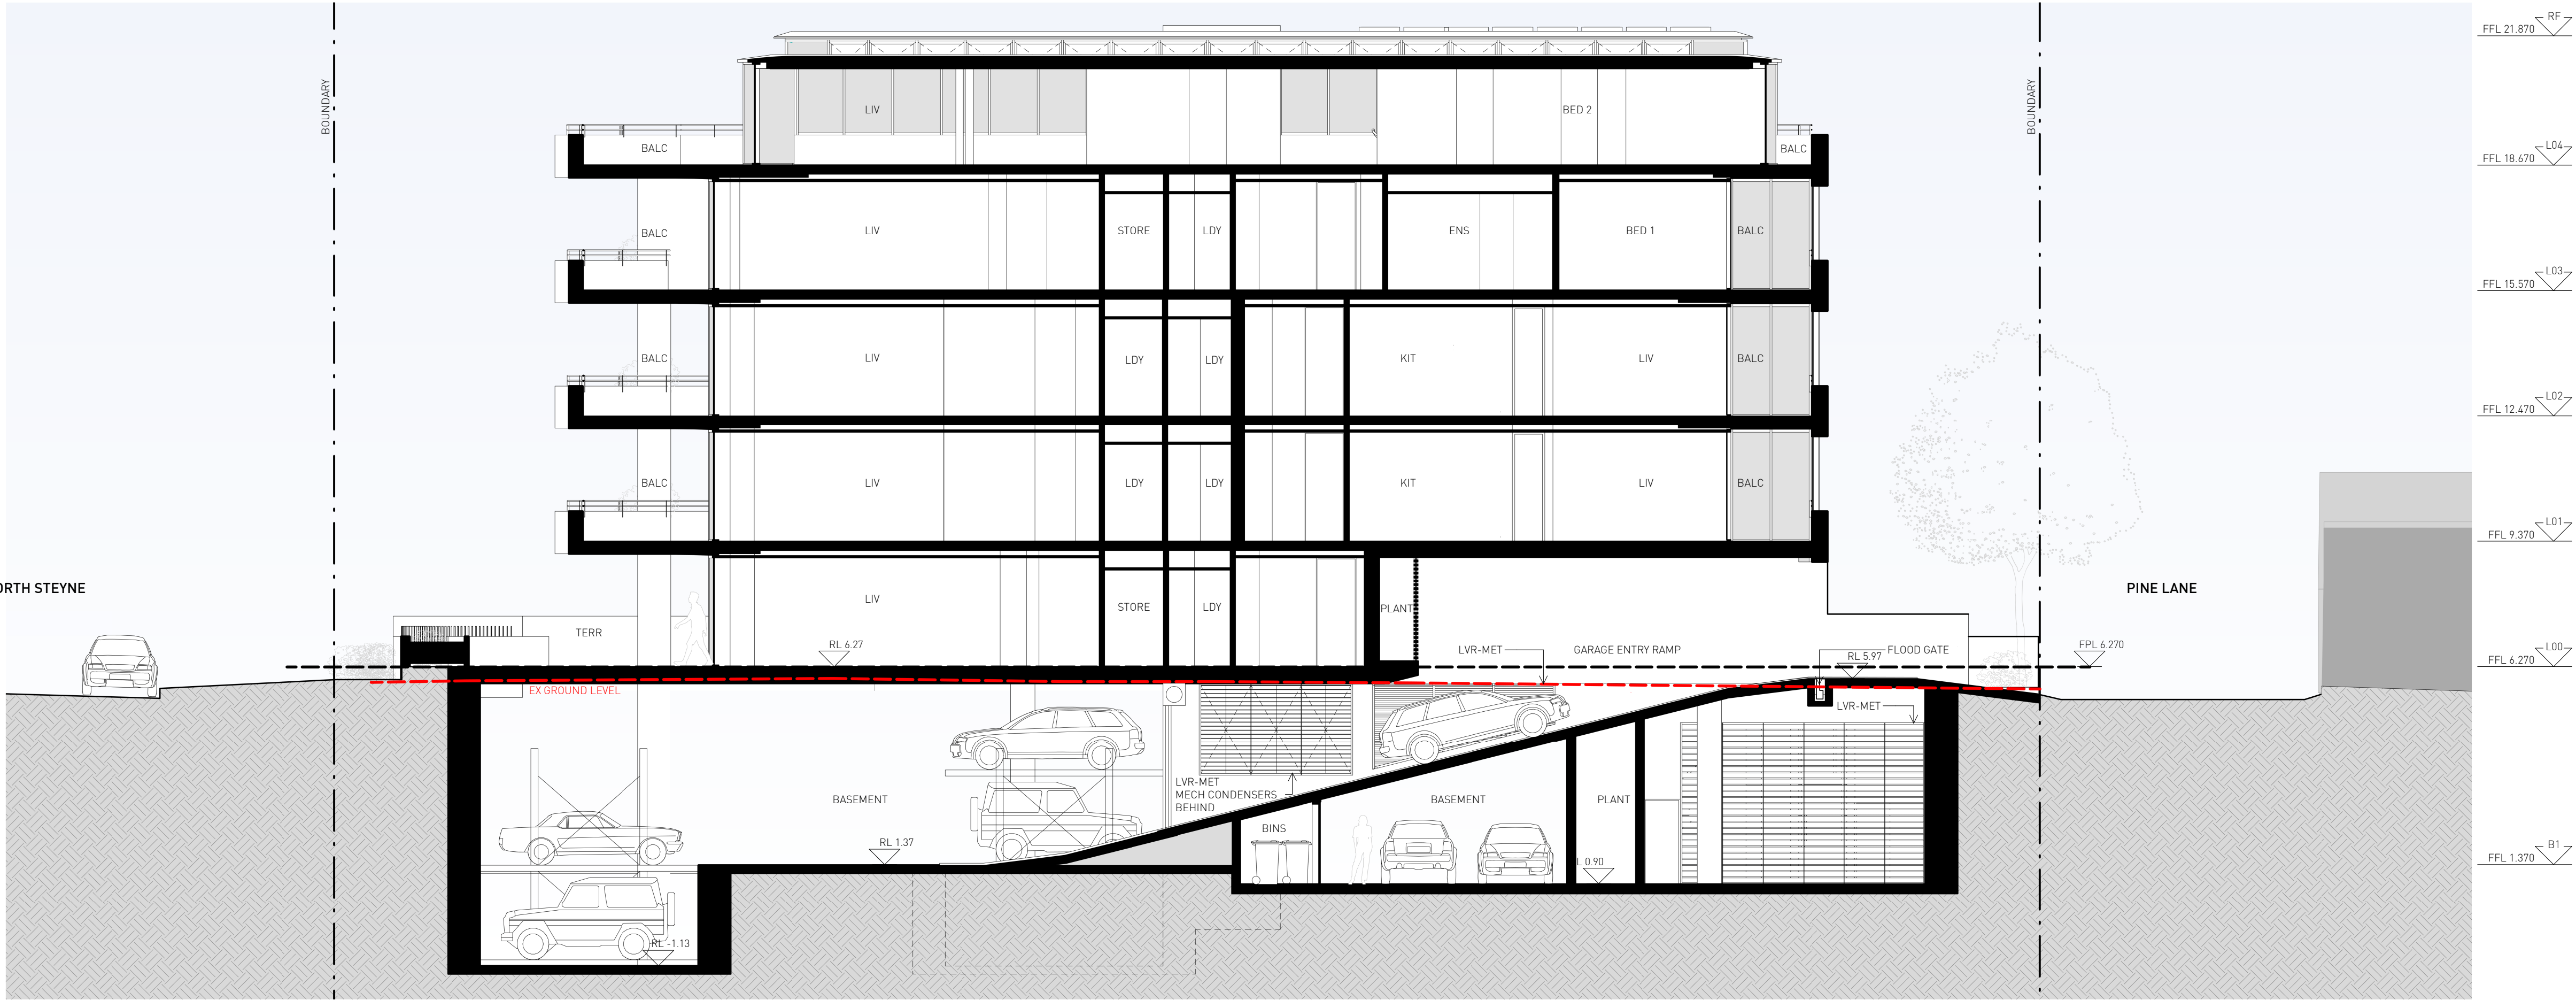 RF
FFL 21.870
BOUNDARY
BOUNDARY
LIV
BED 2
BALC
BALC
L04
FFL 18.670
BALC
LIV
STORE
LDY
ENS
BED 1
BALC
L03
FFL 15.570
BALC
LIV
LDY
LDY
KIT
LIV
BALC
L02
FFL 12.470
BALC
LIV
LDY
LDY
KIT
LIV
BALC
L01
FFL 9.370
ORTH STEYNE
PINE LANE
LIV
STORE
LDY
PLANT
TERR
RL 6.27
LVR-MET
GARAGE ENTRY RAMP
FLOOD GATE
RL 5.97
FPL 6.270
L00
FFL 6.270
EX GROUND LEVEL
LVR-MET
LVR-MET
MECH CONDENSERS
BEHIND
BASEMENT
BASEMENT
PLANT
BINS
RL 1.37
L 0.90
B1
FFL 1.370
RL -1.13